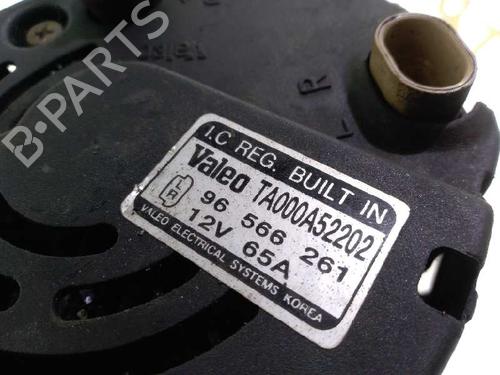 B-PARTS
L R
I.C REG. BUILT IN
Valeo TA000A52202
L
R
96 566 261
12V 65A
VALEO ELECTRICAL SYSTEMS KOREA